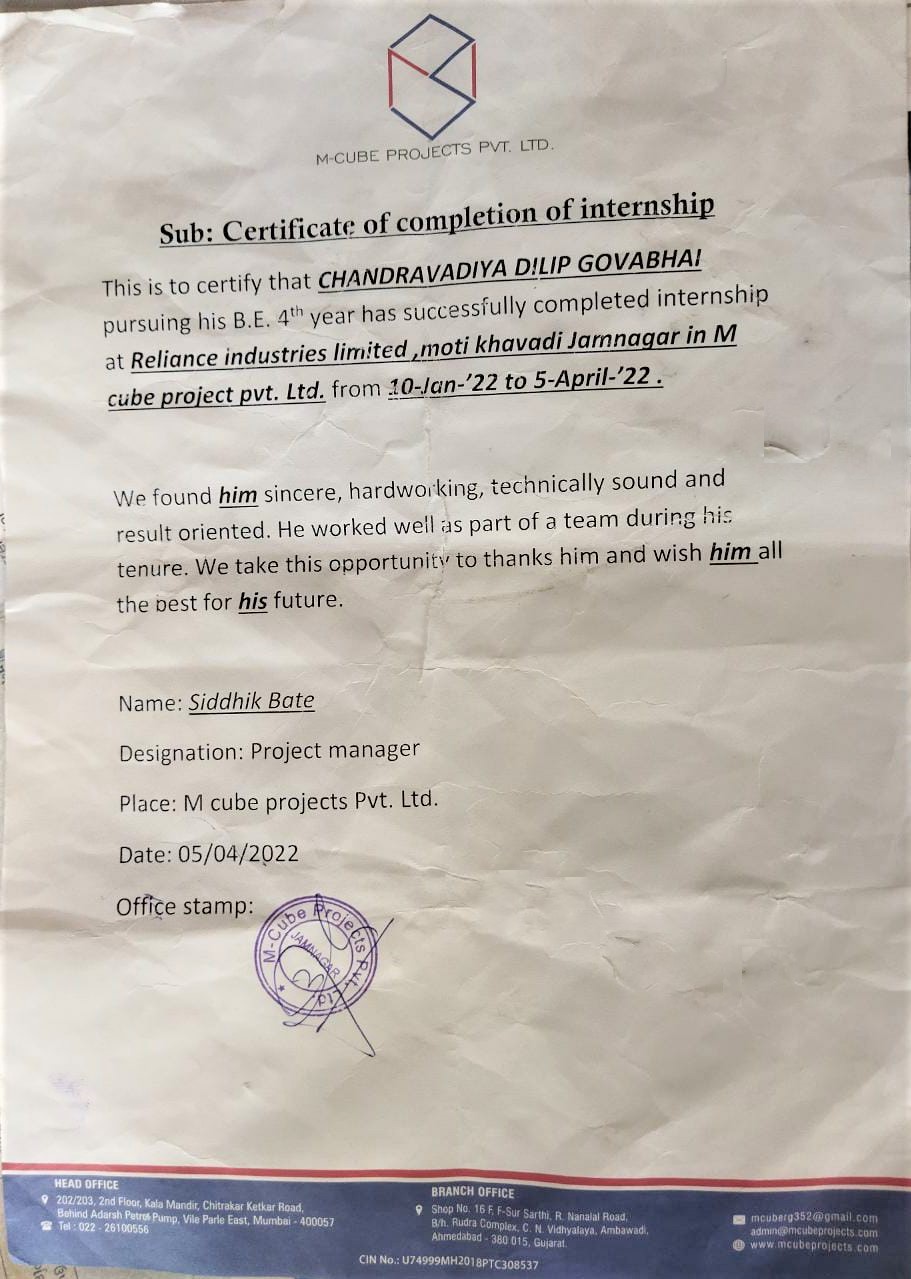 M-CUBE PROJECTS PVT. LTD.
Sub: Certificate of completion of internship
This is to certify that CHANDRAVADIYA DILIP GOVABHAI
pursuing his B.E. 4th year has successfully completed internship
at Reliance industries limited ,moti khavadi Jamnagar in M
cube project pvt. Ltd. from 10-Jan-’22 to 5-April-’22 .
We found him sincere, hardworking, technically sound and
result oriented. He worked well as part of a team during his
tenure. We take this opportunity to thanks him and wish him all
the best for his future.
Name: Siddhik Bate
Designation: Project manager
Place: M cube projects Pvt. Ltd.
Date: 05/04/2022
Office stamp:
M-Cube Projects Pvt. Ltd.
JAMNAGAR
HEAD OFFICE
202/203, 2nd Floor, Kala Mandir, Chitrakar Ketkar Road,
Behind Adarsh Petrol Pump, Vile Parle East, Mumbai - 400057
Tel : 022 - 26100556
BRANCH OFFICE
Shop No. 16 F, F-Sur Sarthi, R. Nanalal Road,
B/h. Rudra Complex, C. N. Vidhyalaya, Ambawadi,
Ahmedabad - 380 015, Gujarat.
mcuberg352@gmail.com
admin@mcubeprojects.com
www.mcubeprojects.com
CIN No.: U74999MH2018PTC308537